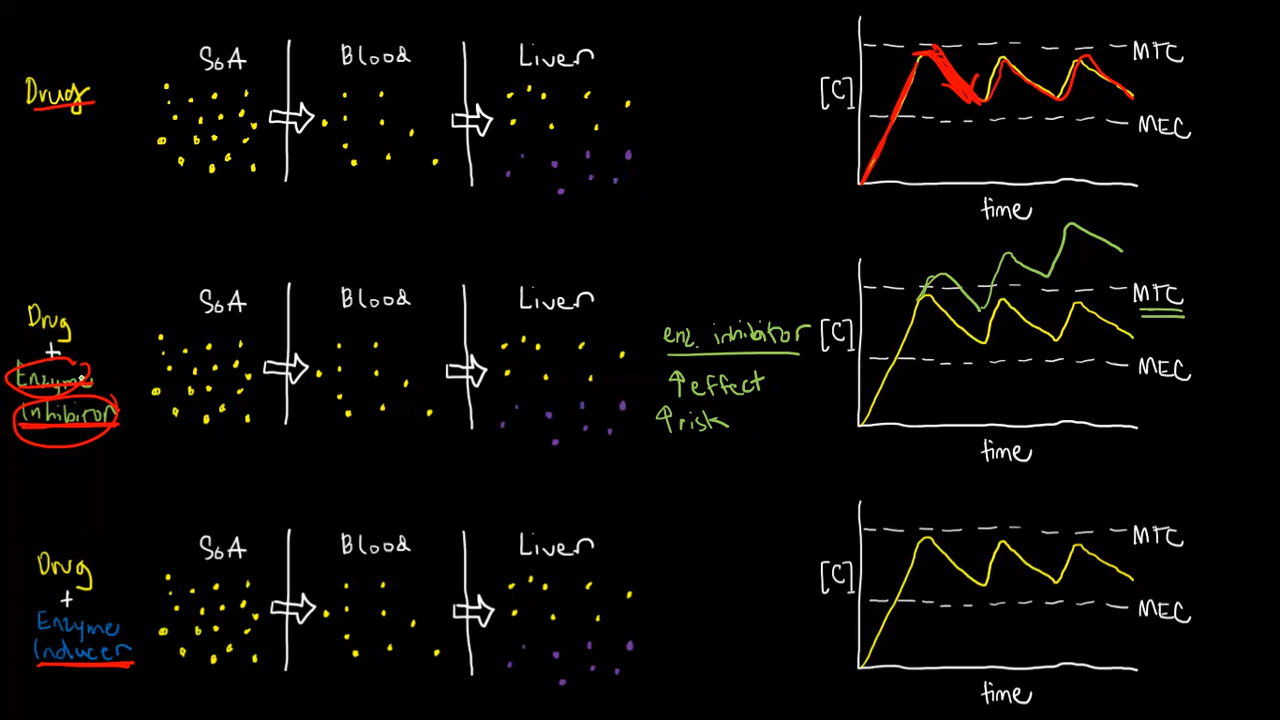 Drug
SoA
Blood
Liver
[C]
MTC
MEC
time
Drug
+
Enzyme
Inhibitor
SoA
Blood
Liver
enz. inhibitor
↑ effect
↑ risk
[C]
MTC
MEC
time
Drug
+
Enzyme
Inducer
SoA
Blood
Liver
[C]
MTC
MEC
time